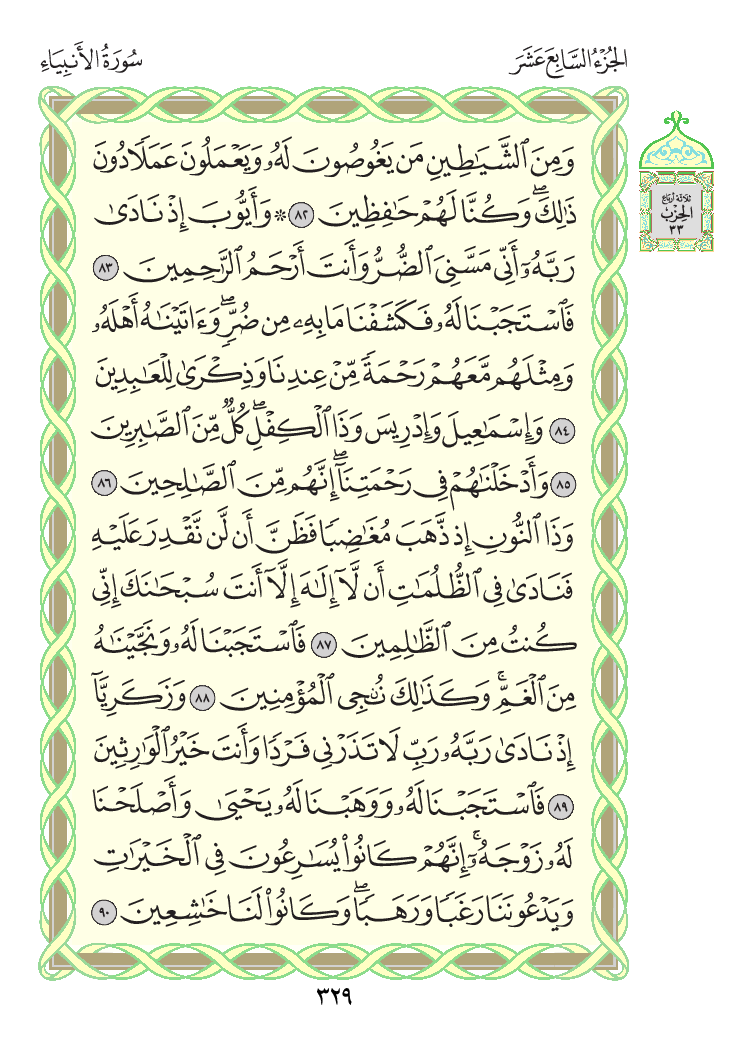 الجُزْءُ السَّابِعَ عَشَرَ
سُورَةُ الأَنبِيَاءِ
وَمِنَ ٱلشَّيَٰطِينِ مَن يَغُوصُونَ لَهُۥ وَيَعْمَلُونَ عَمَلًا دُونَ
ذَٰلِكَۖ وَكُنَّا لَهُمْ حَٰفِظِينَ ٨٢ ۞ وَأَيُّوبَ إِذْ نَادَىٰ
رَبَّهُۥٓ أَنِّي مَسَّنِيَ ٱلضُّرُّ وَأَنتَ أَرْحَمُ ٱلرَّٰحِمِينَ ٨٣
فَٱسْتَجَبْنَا لَهُۥ فَكَشَفْنَا مَا بِهِۦ مِن ضُرّٖۖ وَءَاتَيْنَٰهُ أَهْلَهُۥ
وَمِثْلَهُم مَّعَهُمْ رَحْمَةٗ مِّنْ عِندِنَا وَذِكْرَىٰ لِلْعَٰبِدِينَ
٨٤ وَإِسْمَٰعِيلَ وَإِدْرِيسَ وَذَا ٱلْكِفْلِۖ كُلّٞ مِّنَ ٱلصَّٰبِرِينَ
٨٥ وَأَدْخَلْنَٰهُمْ فِي رَحْمَتِنَآۖ إِنَّهُم مِّنَ ٱلصَّٰلِحِينَ ٨٦
وَذَا ٱلنُّونِ إِذ ذَّهَبَ مُغَٰضِبٗا فَظَنَّ أَن لَّن نَّقْدِرَ عَلَيْهِ
فَنَادَىٰ فِي ٱلظُّلُمَٰتِ أَن لَّآ إِلَٰهَ إِلَّآ أَنتَ سُبْحَٰنَكَ إِنِّي
كُنتُ مِنَ ٱلظَّٰلِمِينَ ٨٧ فَٱسْتَجَبْنَا لَهُۥ وَنَجَّيْنَٰهُ
مِنَ ٱلْغَمِّۚ وَكَذَٰلِكَ نُۨجِي ٱلْمُؤْمِنِينَ ٨٨ وَزَكَرِيَّآ
إِذْ نَادَىٰ رَبَّهُۥ رَبِّ لَا تَذَرْنِي فَرْدٗا وَأَنتَ خَيْرُ ٱلْوَٰرِثِينَ
٨٩ فَٱسْتَجَبْنَا لَهُۥ وَوَهَبْنَا لَهُۥ يَحْيَىٰ وَأَصْلَحْنَا
لَهُۥ زَوْجَهُۥٓۚ إِنَّهُمْ كَانُوا۟ يُسَٰرِعُونَ فِي ٱلْخَيْرَٰتِ
وَيَدْعُونَنَا رَغَبٗا وَرَهَبٗاۖ وَكَانُوا۟ لَنَا خَٰشِعِينَ ٩٠
ثَلَاثَةُ أَرْبَاعِ
الْحِزْبِ
٣٣
٣٢٩